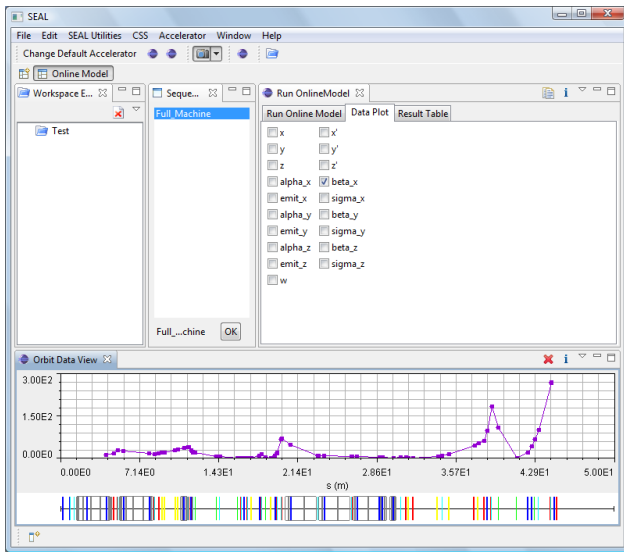 SEAL
File Edit SEAL Utilities CSS Accelerator Window Help
Change Default Accelerator
Online Model
Workspace E...
Test
Seque...
Full_Machine
Full_...chine OK
Run OnlineModel
Run Online Model Data Plot Result Table
x x'
y y'
z z'
alpha_x beta_x
emit_x sigma_x
alpha_y beta_y
emit_y sigma_y
alpha_z beta_z
emit_z sigma_z
w
Orbit Data View
3.00E2
1.50E2
0.00E0
0.00E0 7.14E0 1.43E1 2.14E1 2.86E1 3.57E1 4.29E1 5.00E1
s (m)